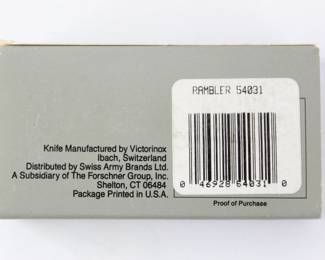 RAMBLER 54031
Knife Manufactured by Victorinox
Ibach, Switzerland
Distributed by Swiss Army Brands Ltd.
A Subsidiary of The Forschner Group, Inc.
Shelton, CT 06484
Package Printed in U.S.A.
0 46928 54031 0
Proof of Purchase